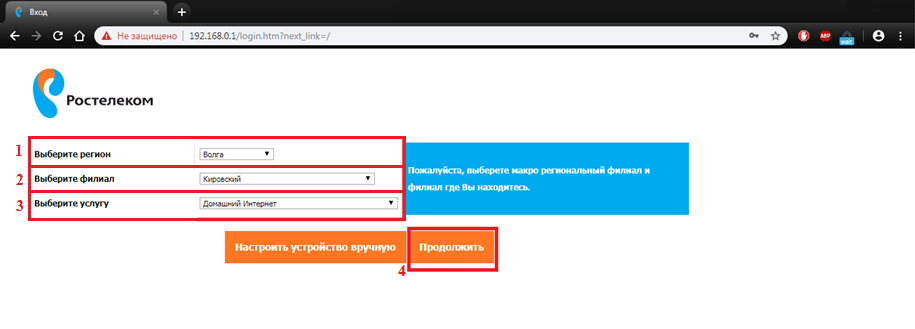 Вход
Не защищено 192.168.0.1/login.htm?next_link=/
ABP
wait
Ростелеком
1 Выберите регион Волга
2 Выберите филиал Кировский
3 Выберите услугу Домашний Интернет
Пожалуйста, выберете макро региональный филиал и
филиал где Вы находитесь.
Настроить устройство вручную Продолжить
4